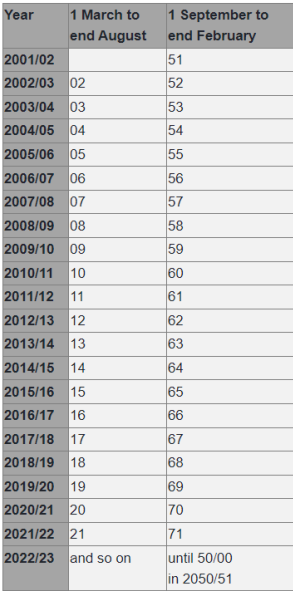 Year 1 March to end August 1 September to end February
2001/02 51
2002/03 02 52
2003/04 03 53
2004/05 04 54
2005/06 05 55
2006/07 06 56
2007/08 07 57
2008/09 08 58
2009/10 09 59
2010/11 10 60
2011/12 11 61
2012/13 12 62
2013/14 13 63
2014/15 14 64
2015/16 15 65
2016/17 16 66
2017/18 17 67
2018/19 18 68
2019/20 19 69
2020/21 20 70
2021/22 21 71
2022/23 and so on until 50/00
in 2050/51